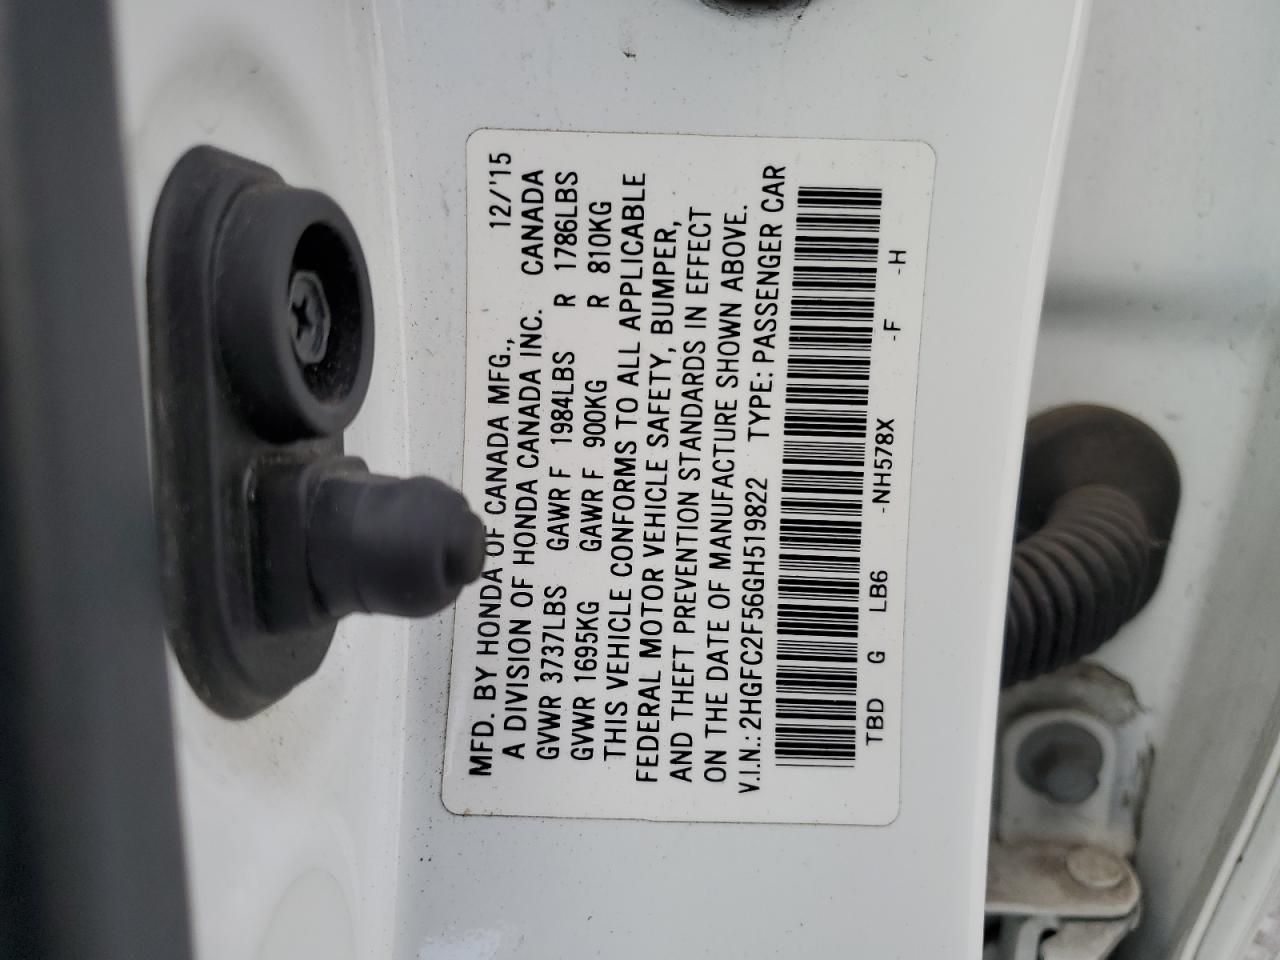 MFD. BY HONDA OF CANADA MFG., 12/'15
A DIVISION OF HONDA CANADA INC. CANADA
GVWR 3737LBS GAWR F 1984LBS R 1786LBS
GVWR 1695KG GAWR F 900KG R 810KG
THIS VEHICLE CONFORMS TO ALL APPLICABLE
FEDERAL MOTOR VEHICLE SAFETY, BUMPER,
AND THEFT PREVENTION STANDARDS IN EFFECT
ON THE DATE OF MANUFACTURE SHOWN ABOVE.
V.I.N.: 2HGFC2F56GH519822 TYPE: PASSENGER CAR
TBD G LB6 -NH578X -F -H